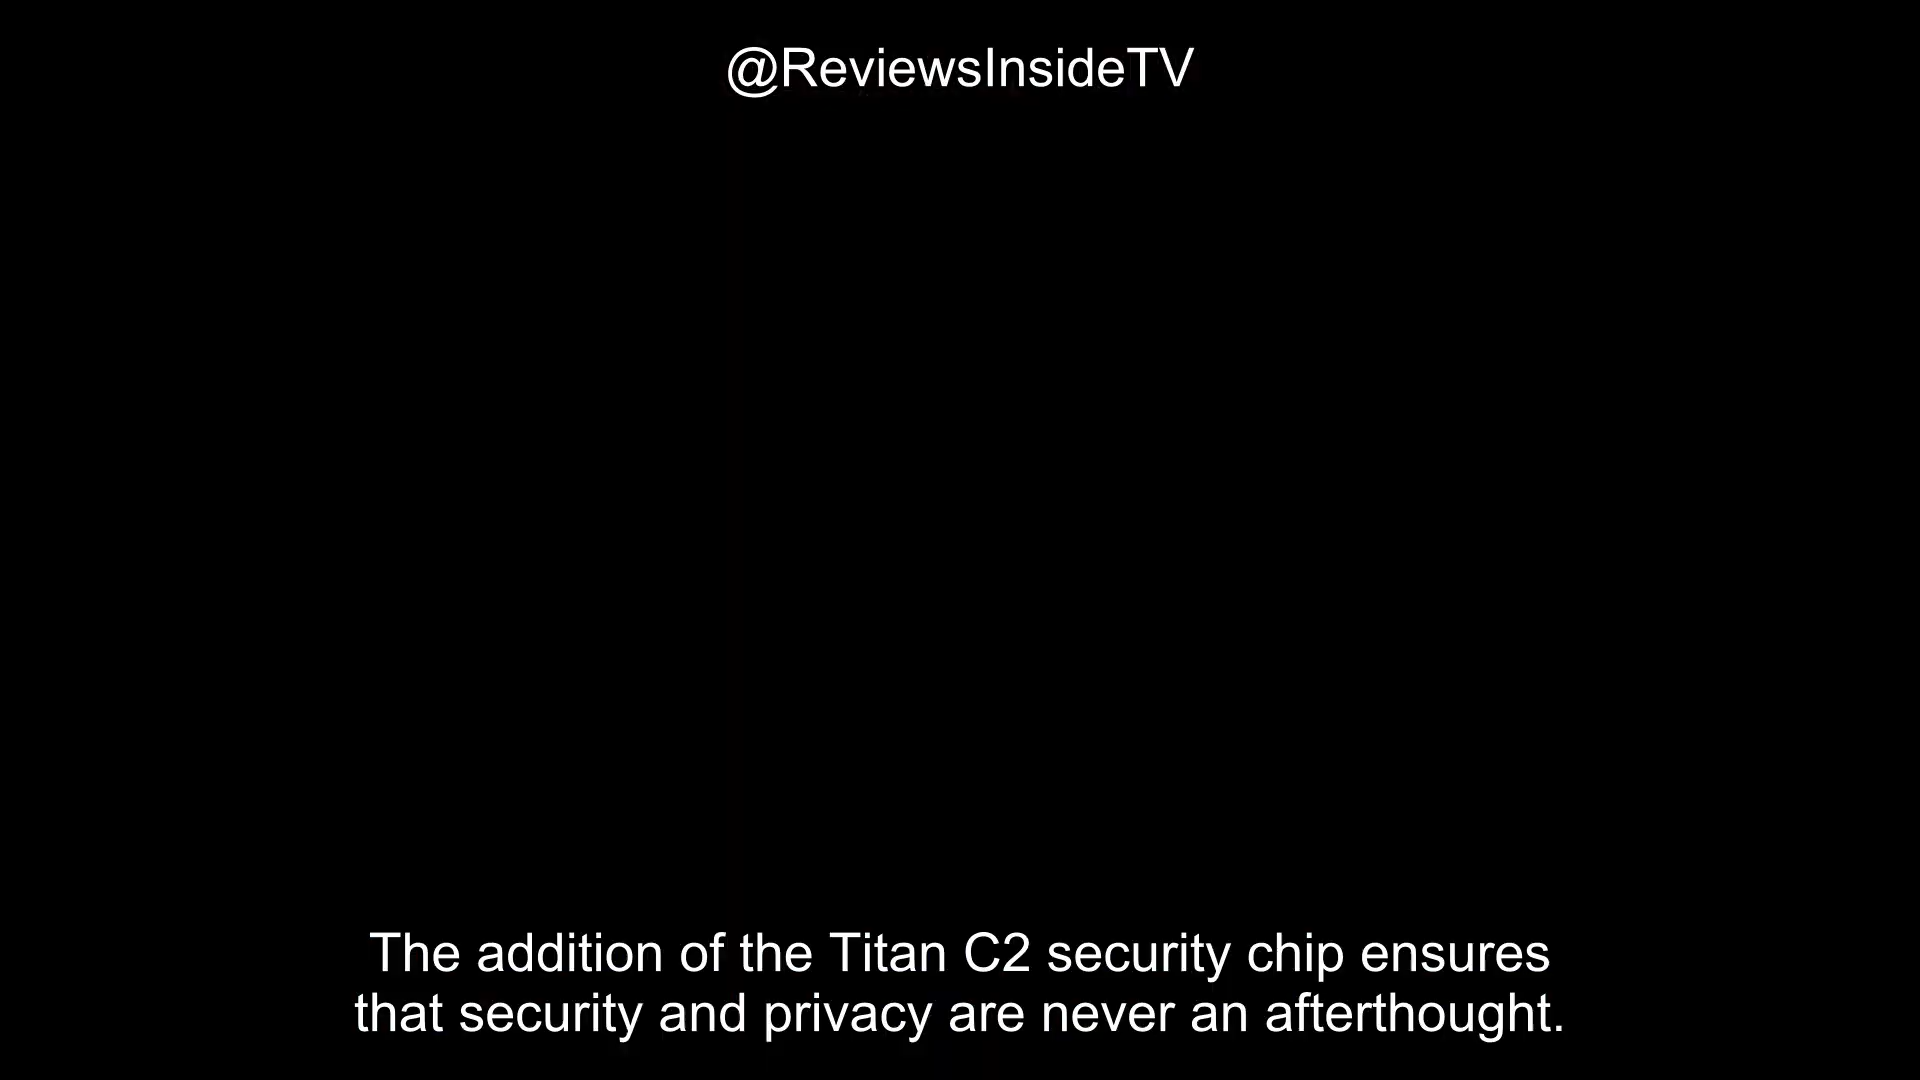 @ReviewsInsideTV
The addition of the Titan C2 security chip ensures
that security and privacy are never an afterthought.